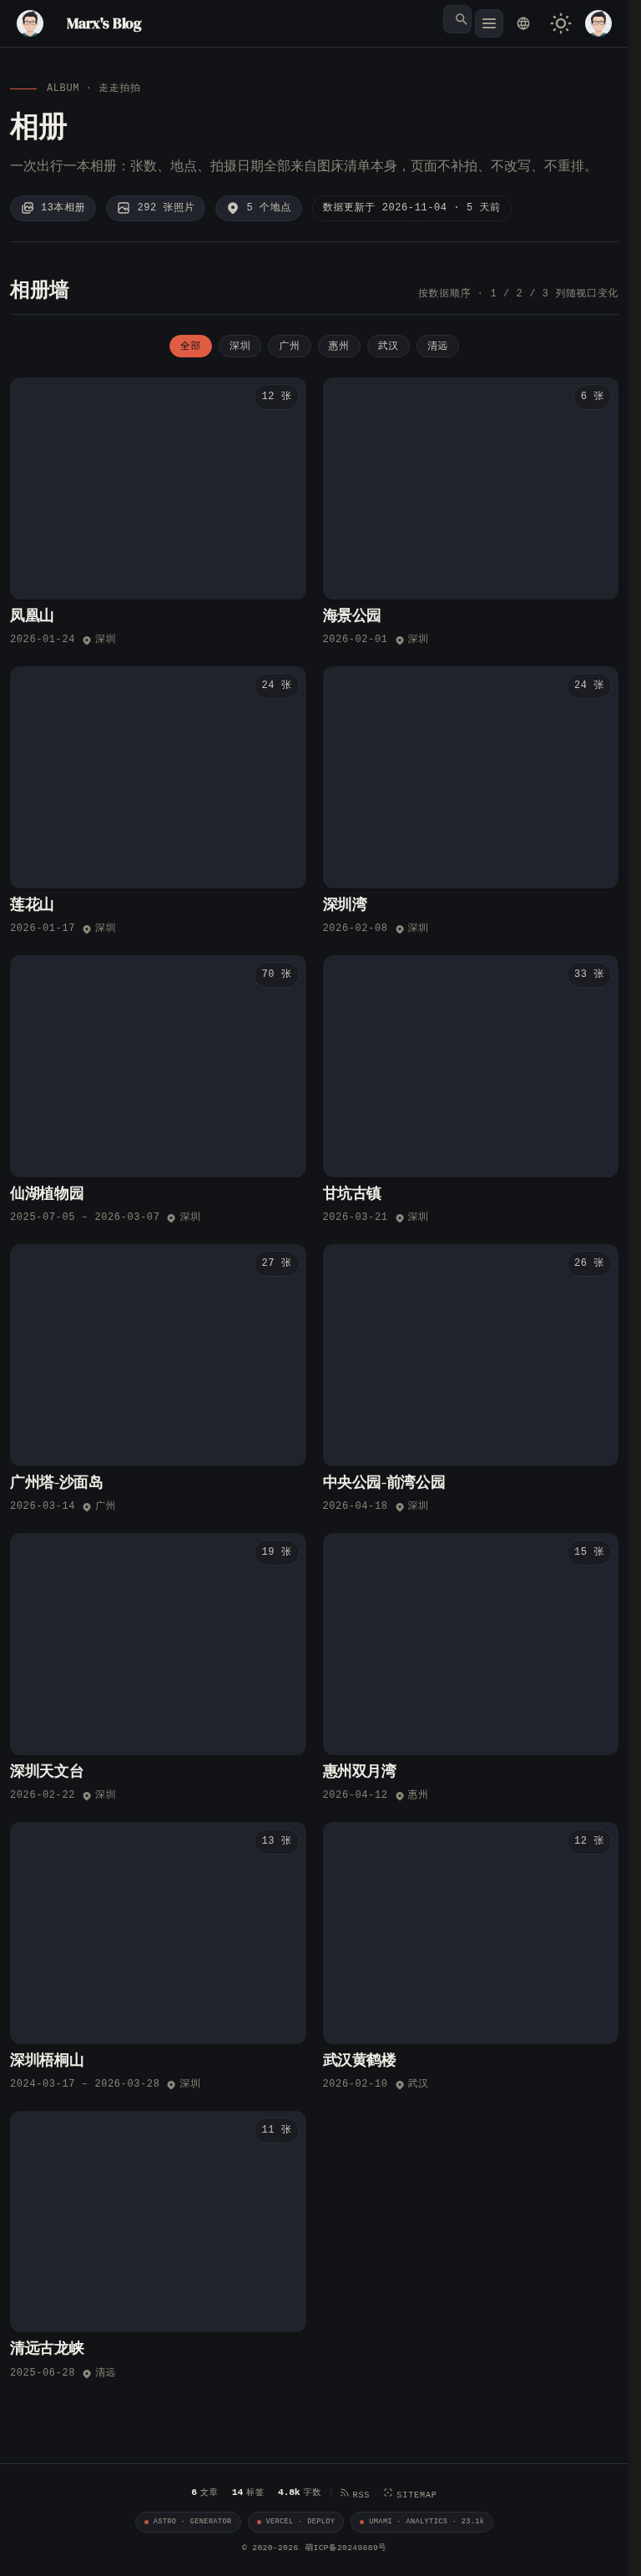 Marx's Blog
ALBUM · 走走拍拍
相册
一次出行一本相册：张数、地点、拍摄日期全部来自图床清单本身，页面不补拍、不改写、不重排。
13本相册 292 张照片 5 个地点 数据更新于 2026-11-04 · 5 天前
相册墙
按数据顺序 · 1 / 2 / 3 列随视口变化
全部 深圳 广州 惠州 武汉 清远
12 张
凤凰山
2026-01-24 深圳
6 张
海景公园
2026-02-01 深圳
24 张
莲花山
2026-01-17 深圳
24 张
深圳湾
2026-02-08 深圳
70 张
仙湖植物园
2025-07-05 – 2026-03-07 深圳
33 张
甘坑古镇
2026-03-21 深圳
27 张
广州塔-沙面岛
2026-03-14 广州
26 张
中央公园-前湾公园
2026-04-18 深圳
19 张
深圳天文台
2026-02-22 深圳
15 张
惠州双月湾
2026-04-12 惠州
13 张
深圳梧桐山
2024-03-17 – 2026-03-28 深圳
12 张
武汉黄鹤楼
2026-02-10 武汉
11 张
清远古龙峡
2025-06-28 清远
6 文章 14 标签 4.8k 字数 RSS SITEMAP
ASTRO · GENERATOR VERCEL · DEPLOY UMAMI · ANALYTICS · 23.1k
© 2020–2026 萌ICP备20249889号